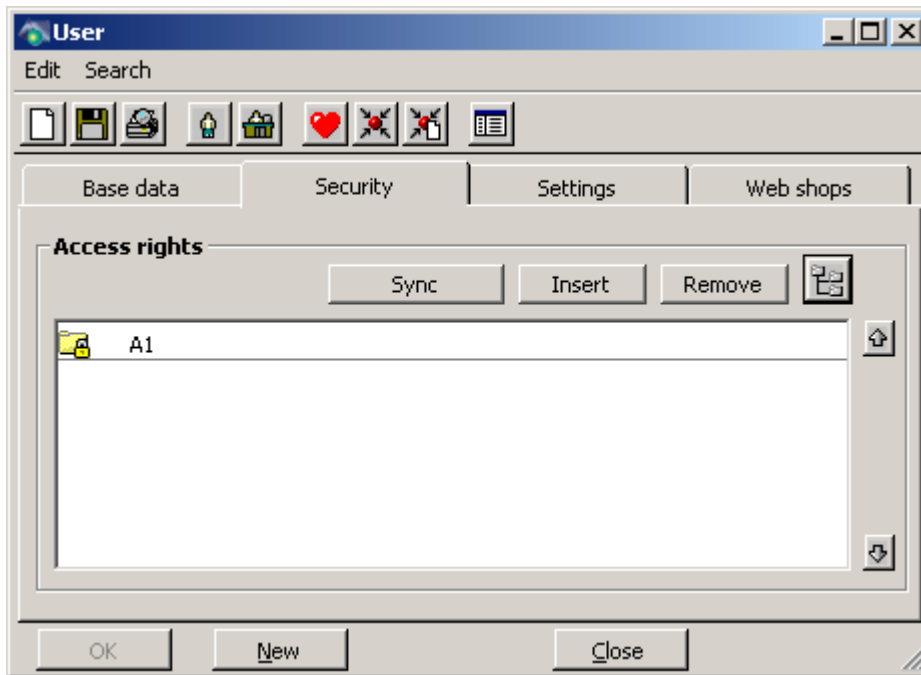 User
Edit Search
Base data Security Settings Web shops
Access rights
Sync Insert Remove
A1
OK New Close